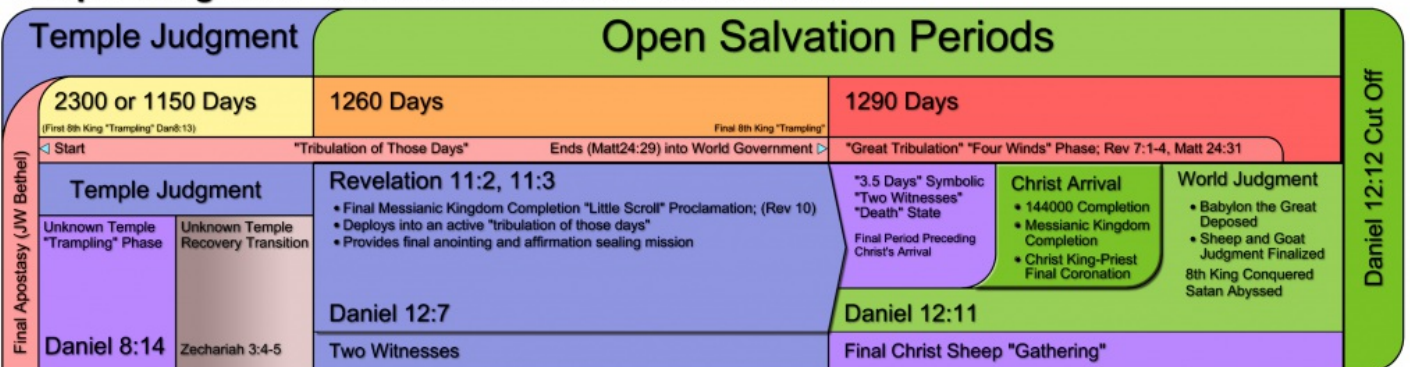 Temple Judgment
Open Salvation Periods
2300 or 1150 Days
(First 8th King "Trampling" Dan8:13)
1260 Days
Final 8th King "Trampling"
1290 Days
Start
"Tribulation of Those Days"
Ends (Matt24:29) into World Government
"Great Tribulation" "Four Winds" Phase; Rev 7:1-4, Matt 24:31
Final Apostasy (JW Bethel)
Temple Judgment
Unknown Temple
"Trampling" Phase
Daniel 8:14
Unknown Temple
Recovery Transition
Zechariah 3:4-5
Revelation 11:2, 11:3
• Final Messianic Kingdom Completion "Little Scroll" Proclamation; (Rev 10)
• Deploys into an active "tribulation of those days"
• Provides final anointing and affirmation sealing mission
Daniel 12:7
Two Witnesses
"3.5 Days" Symbolic
"Two Witnesses"
"Death" State
Final Period Preceding
Christ's Arrival
Christ Arrival
• 144000 Completion
• Messianic Kingdom
Completion
• Christ King-Priest
Final Coronation
World Judgment
• Babylon the Great
Deposed
• Sheep and Goat
Judgment Finalized
8th King Conquered
Satan Abyssed
Daniel 12:11
Final Christ Sheep "Gathering"
Daniel 12:12 Cut Off